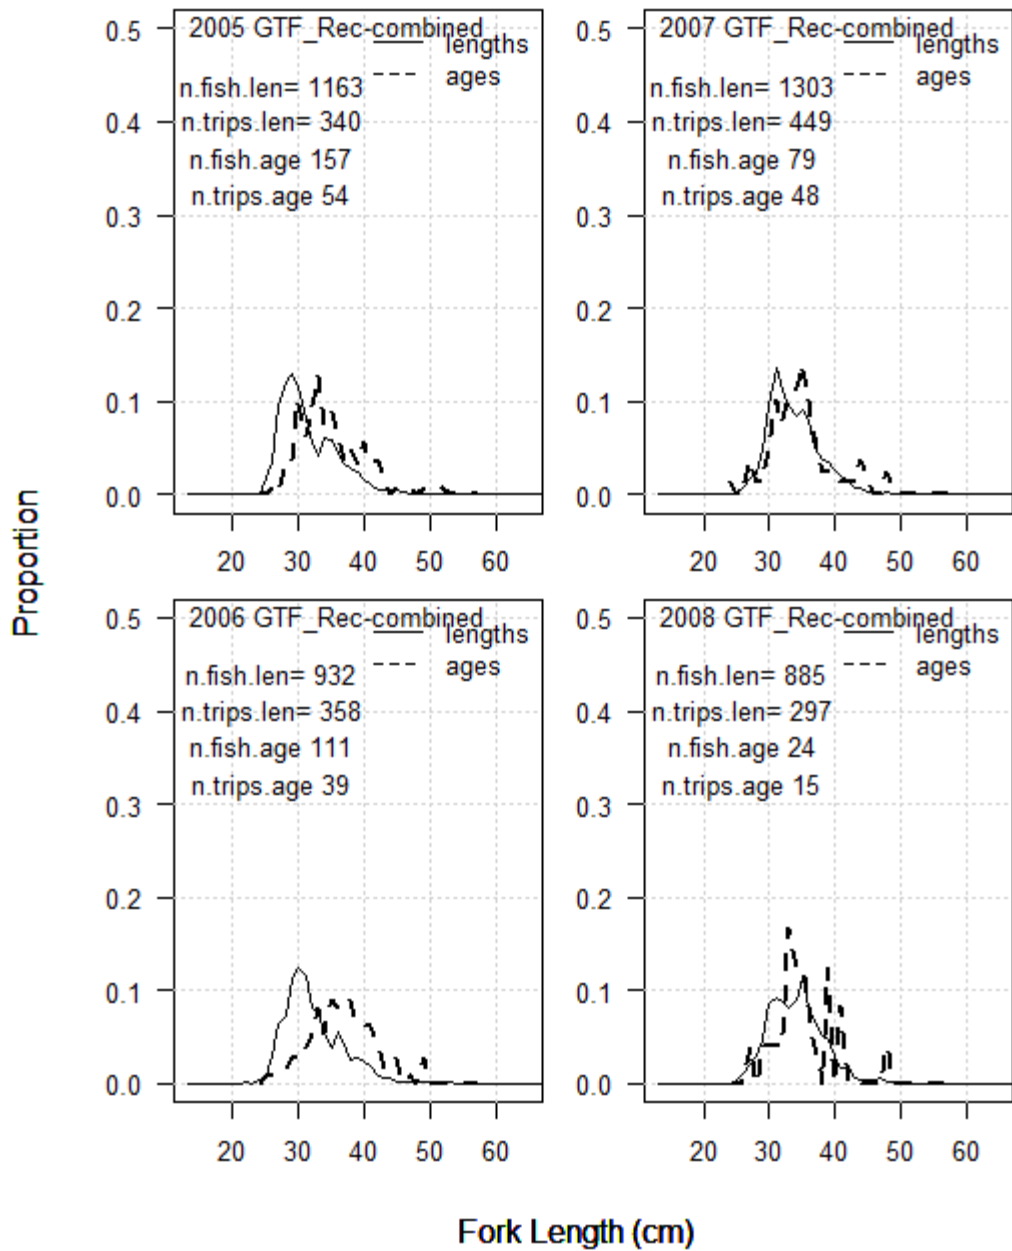 2005 GTF_Rec-combined
lengths
ages
n.fish.len= 1163
n.trips.len= 340
n.fish.age 157
n.trips.age 54
0.5
0.4
0.3
0.2
0.1
0.0
20 30 40 50 60
2007 GTF_Rec-combined
lengths
ages
n.fish.len= 1303
n.trips.len= 449
n.fish.age 79
n.trips.age 48
0.5
0.4
0.3
0.2
0.1
0.0
20 30 40 50 60
2006 GTF_Rec-combined
lengths
ages
n.fish.len= 932
n.trips.len= 358
n.fish.age 111
n.trips.age 39
0.5
0.4
0.3
0.2
0.1
0.0
20 30 40 50 60
2008 GTF_Rec-combined
lengths
ages
n.fish.len= 885
n.trips.len= 297
n.fish.age 24
n.trips.age 15
0.5
0.4
0.3
0.2
0.1
0.0
20 30 40 50 60
Proportion
Fork Length (cm)